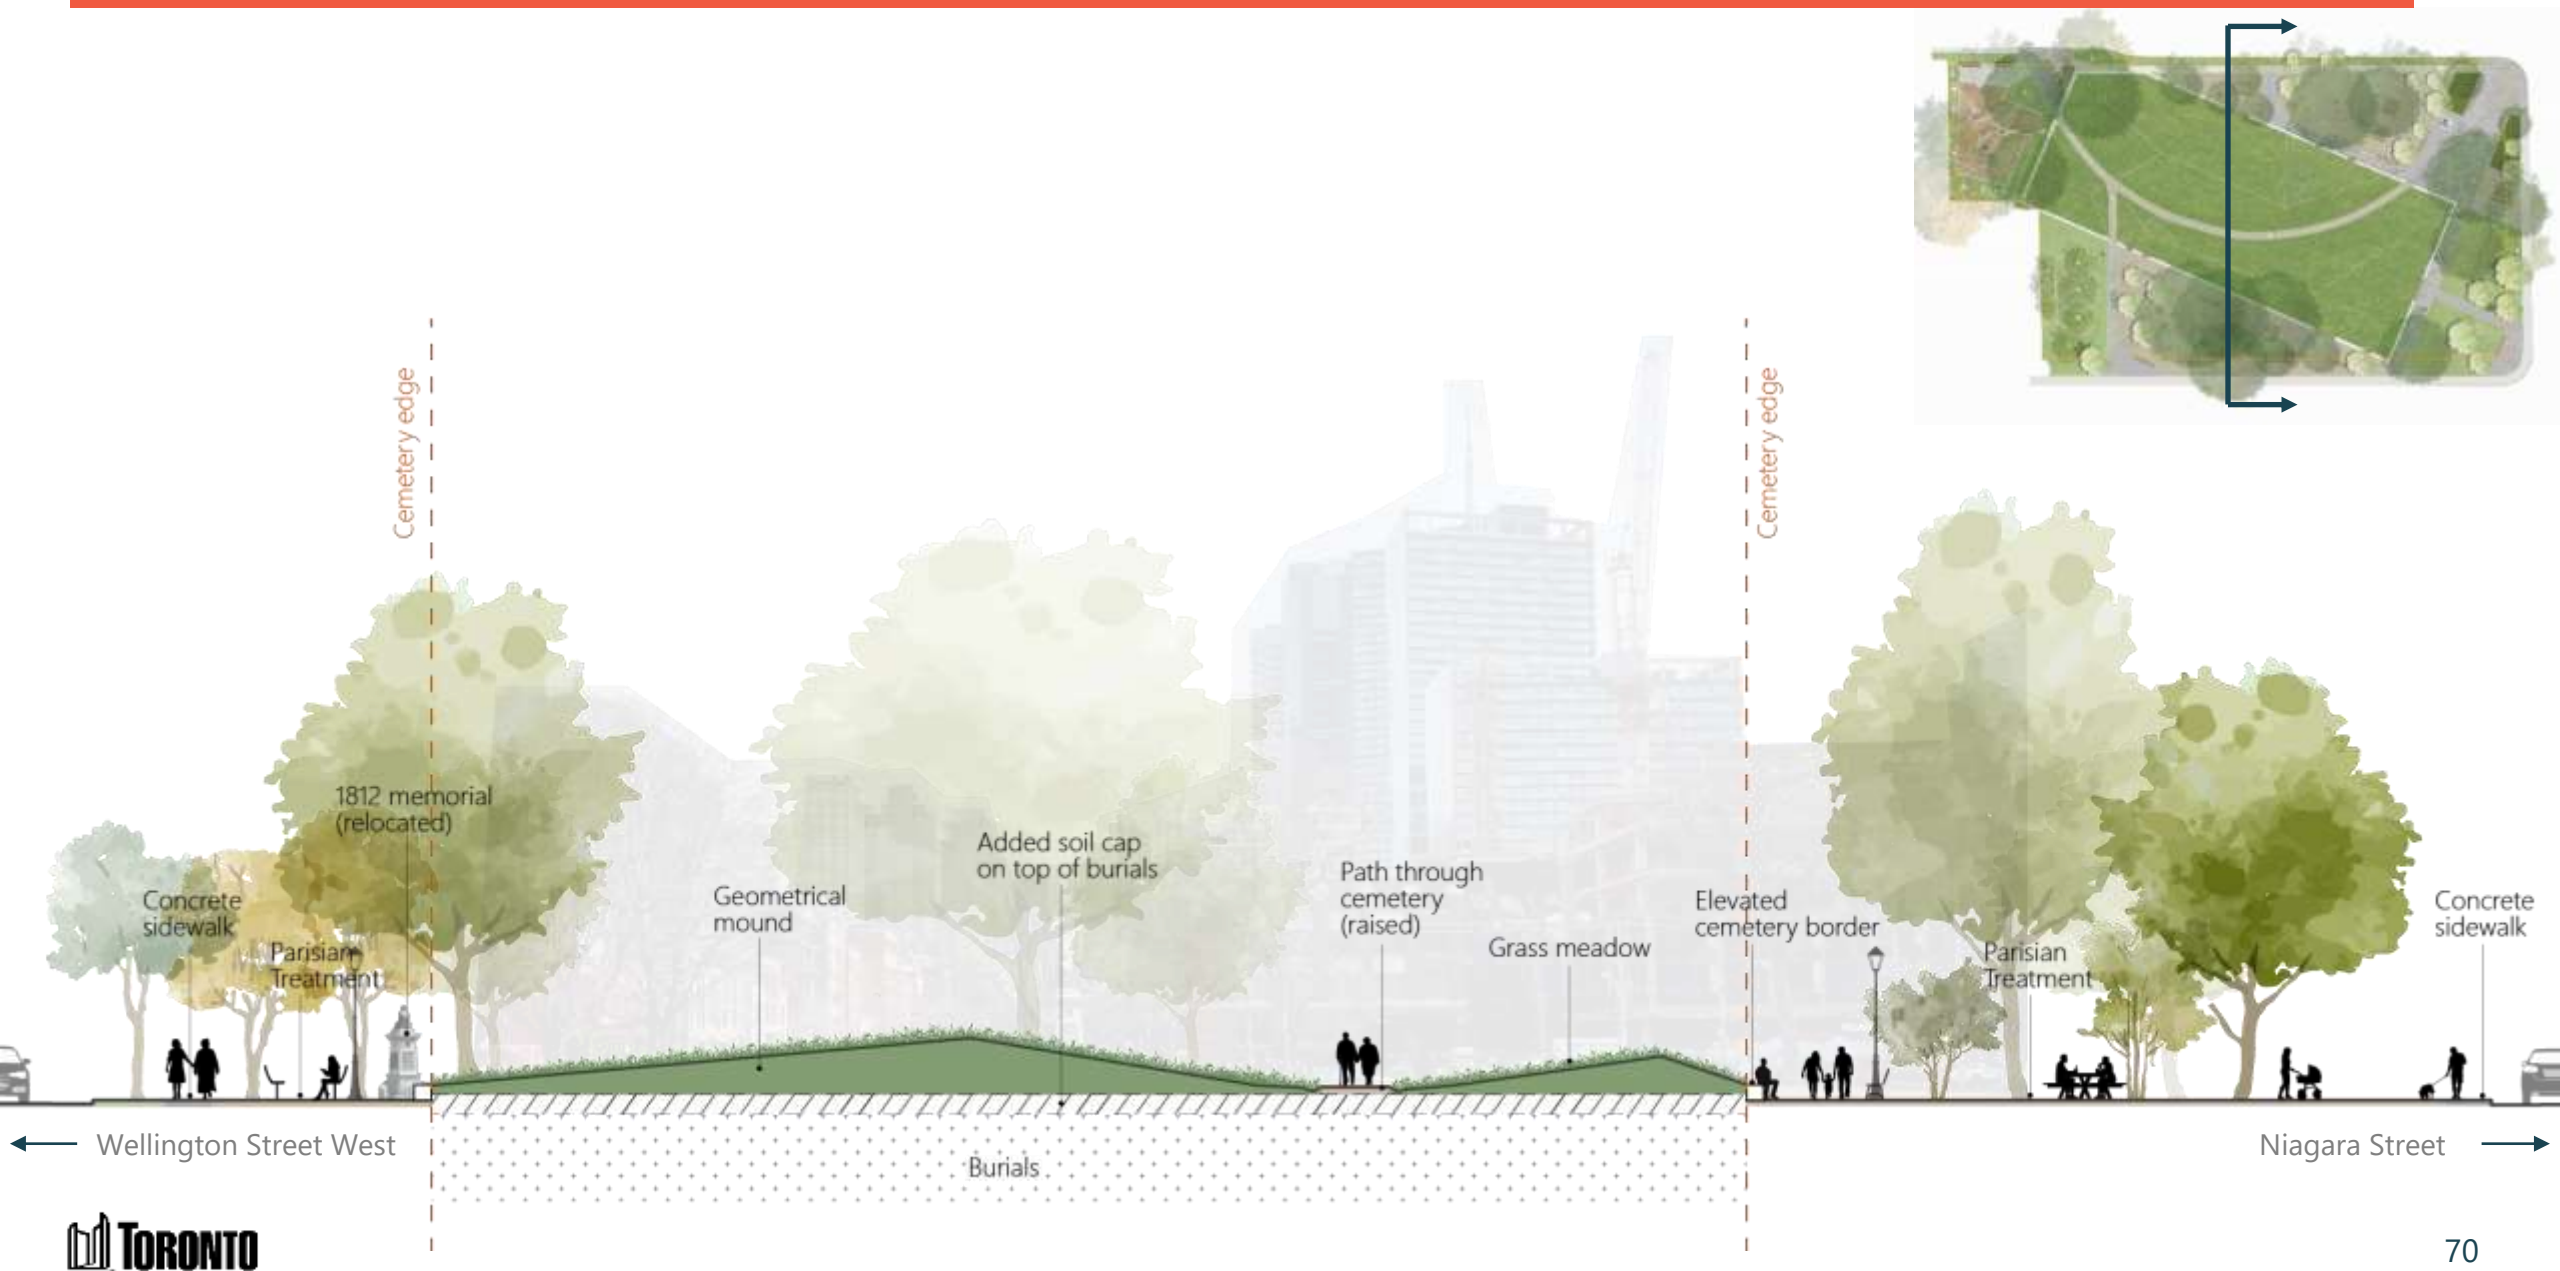 Cemetery edge
Cemetery edge
1812 memorial
(relocated)
Concrete
sidewalk
Parisian
Treatment
Geometrical
mound
Added soil cap
on top of burials
Path through
cemetery
(raised)
Grass meadow
Elevated
cemetery border
Parisian
Treatment
Concrete
sidewalk
Wellington Street West
Burials
Niagara Street
TORONTO
70